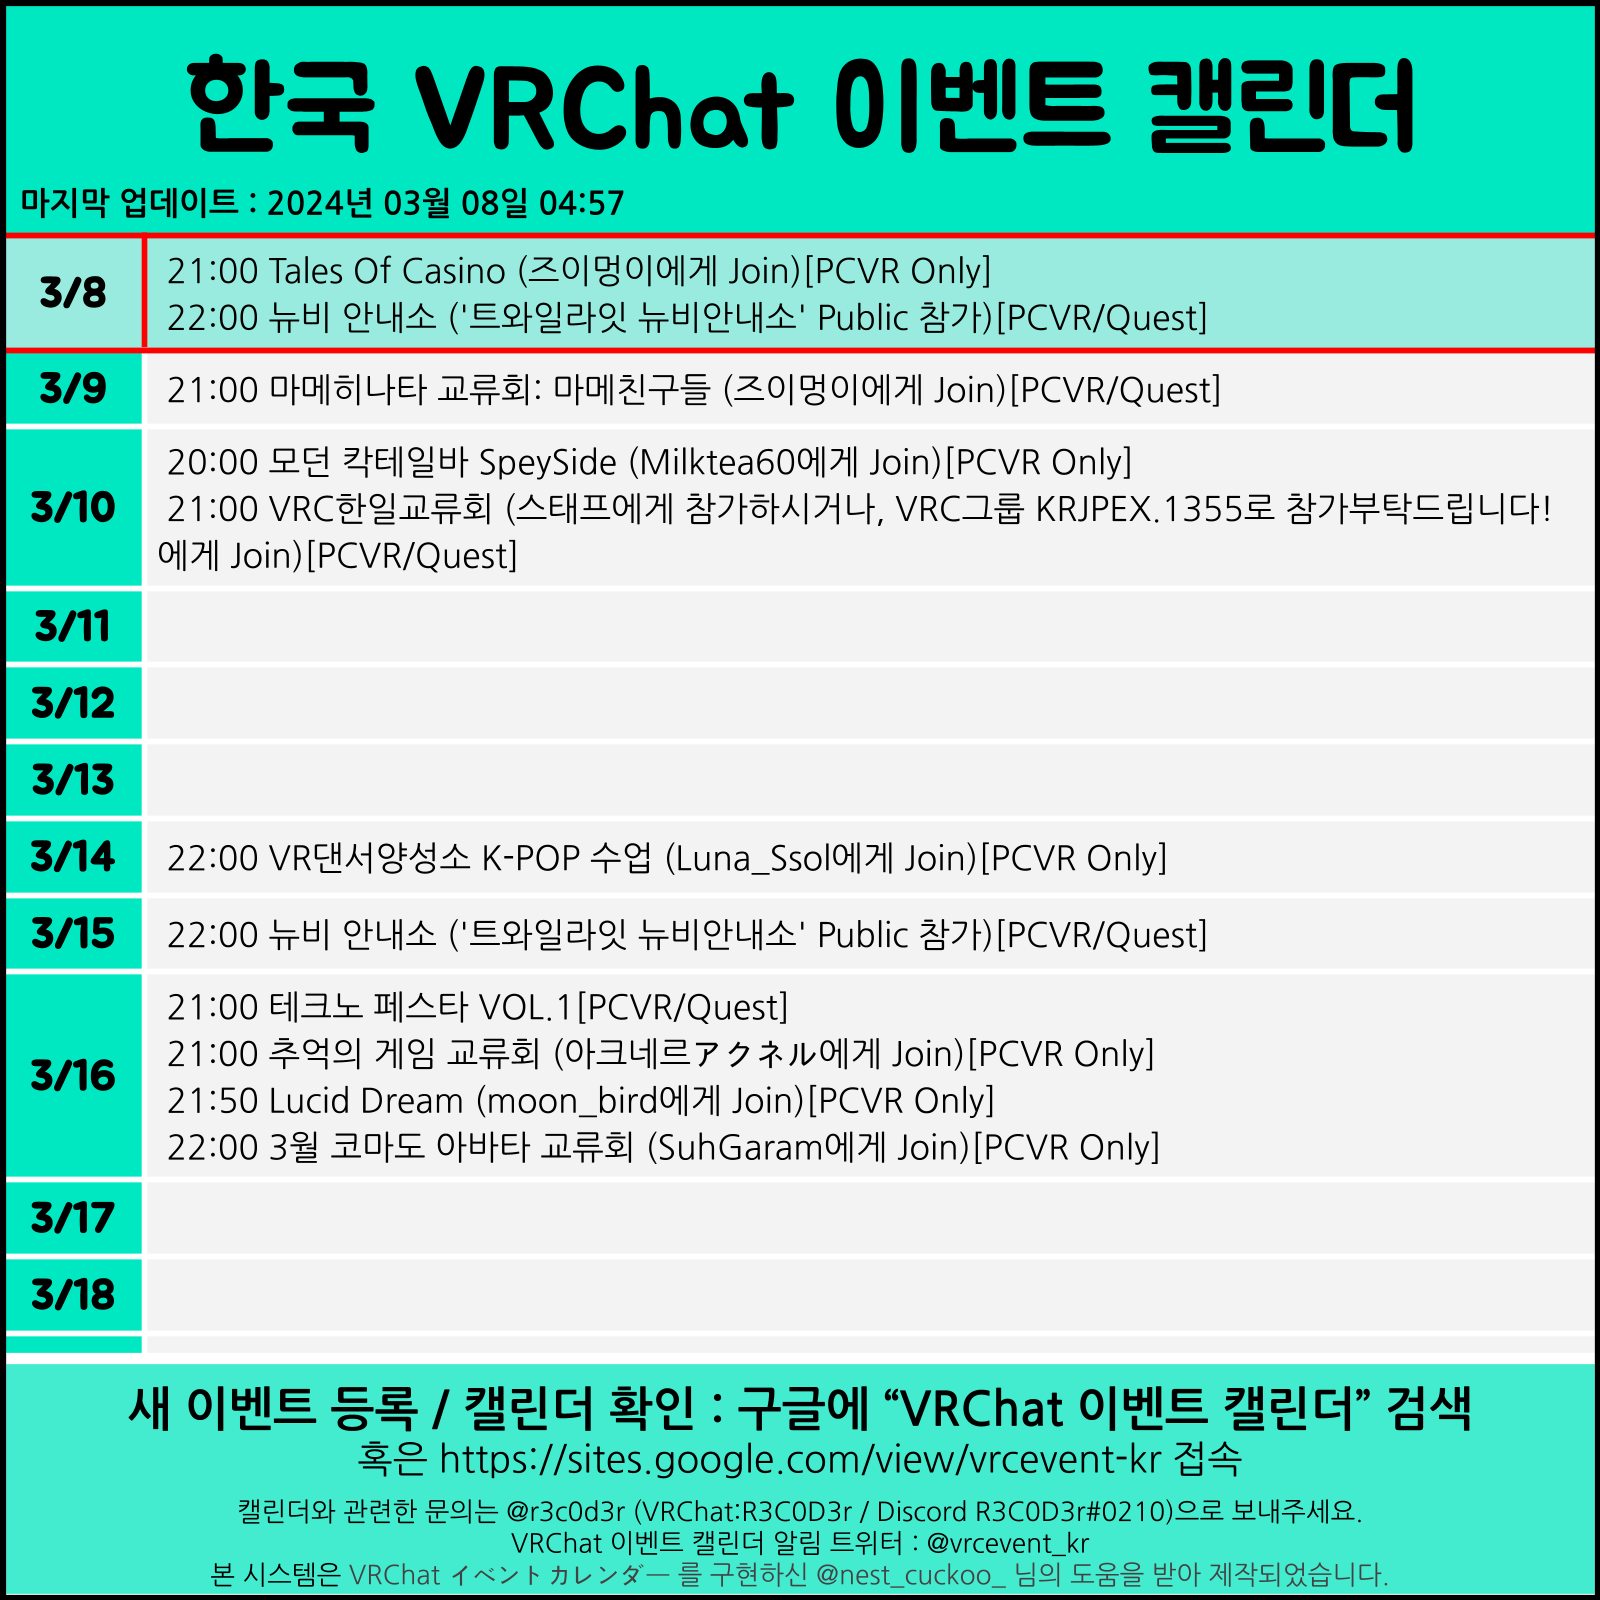 한국 VRChat 이벤트 캘린더
마지막 업데이트 : 2024년 03월 08일 04:57
3/8
21:00 Tales Of Casino (즈이멍이에게 Join)[PCVR Only]
22:00 뉴비 안내소 ('트와일라잇 뉴비안내소' Public 참가)[PCVR/Quest]
3/9
21:00 마메히나타 교류회: 마메친구들 (즈이멍이에게 Join)[PCVR/Quest]
3/10
20:00 모던 칵테일바 SpeySide (Milktea60에게 Join)[PCVR Only]
21:00 VRC한일교류회 (스태프에게 참가하시거나, VRC그룹 KRJPEX.1355로 참가부탁드립니다!
에게 Join)[PCVR/Quest]
3/11
3/12
3/13
3/14
22:00 VR댄서양성소 K-POP 수업 (Luna_Ssol에게 Join)[PCVR Only]
3/15
22:00 뉴비 안내소 ('트와일라잇 뉴비안내소' Public 참가)[PCVR/Quest]
3/16
21:00 테크노 페스타 VOL.1[PCVR/Quest]
21:00 추억의 게임 교류회 (아크네르アクネル에게 Join)[PCVR Only]
21:50 Lucid Dream (moon_bird에게 Join)[PCVR Only]
22:00 3월 코마도 아바타 교류회 (SuhGaram에게 Join)[PCVR Only]
3/17
3/18
새 이벤트 등록 / 캘린더 확인 : 구글에 “VRChat 이벤트 캘린더” 검색
혹은 https://sites.google.com/view/vrcevent-kr 접속
캘린더와 관련한 문의는 @r3c0d3r (VRChat:R3C0D3r / Discord R3C0D3r#0210)으로 보내주세요.
VRChat 이벤트 캘린더 알림 트위터 : @vrcevent_kr
본 시스템은 VRChat イベントカレンダー 를 구현하신 @nest_cuckoo_ 님의 도움을 받아 제작되었습니다.